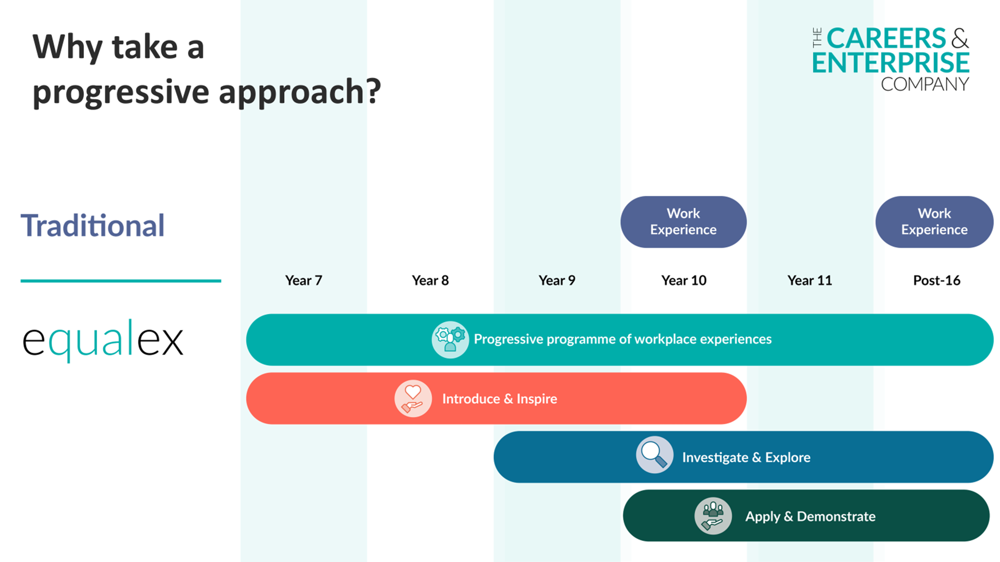 Why take a
progressive approach?
THE
CAREERS &
ENTERPRISE
COMPANY
Traditional
Work
Experience
Work
Experience
Year 7
Year 8
Year 9
Year 10
Year 11
Post-16
equalex
Progressive programme of workplace experiences
Introduce & Inspire
Investigate & Explore
Apply & Demonstrate